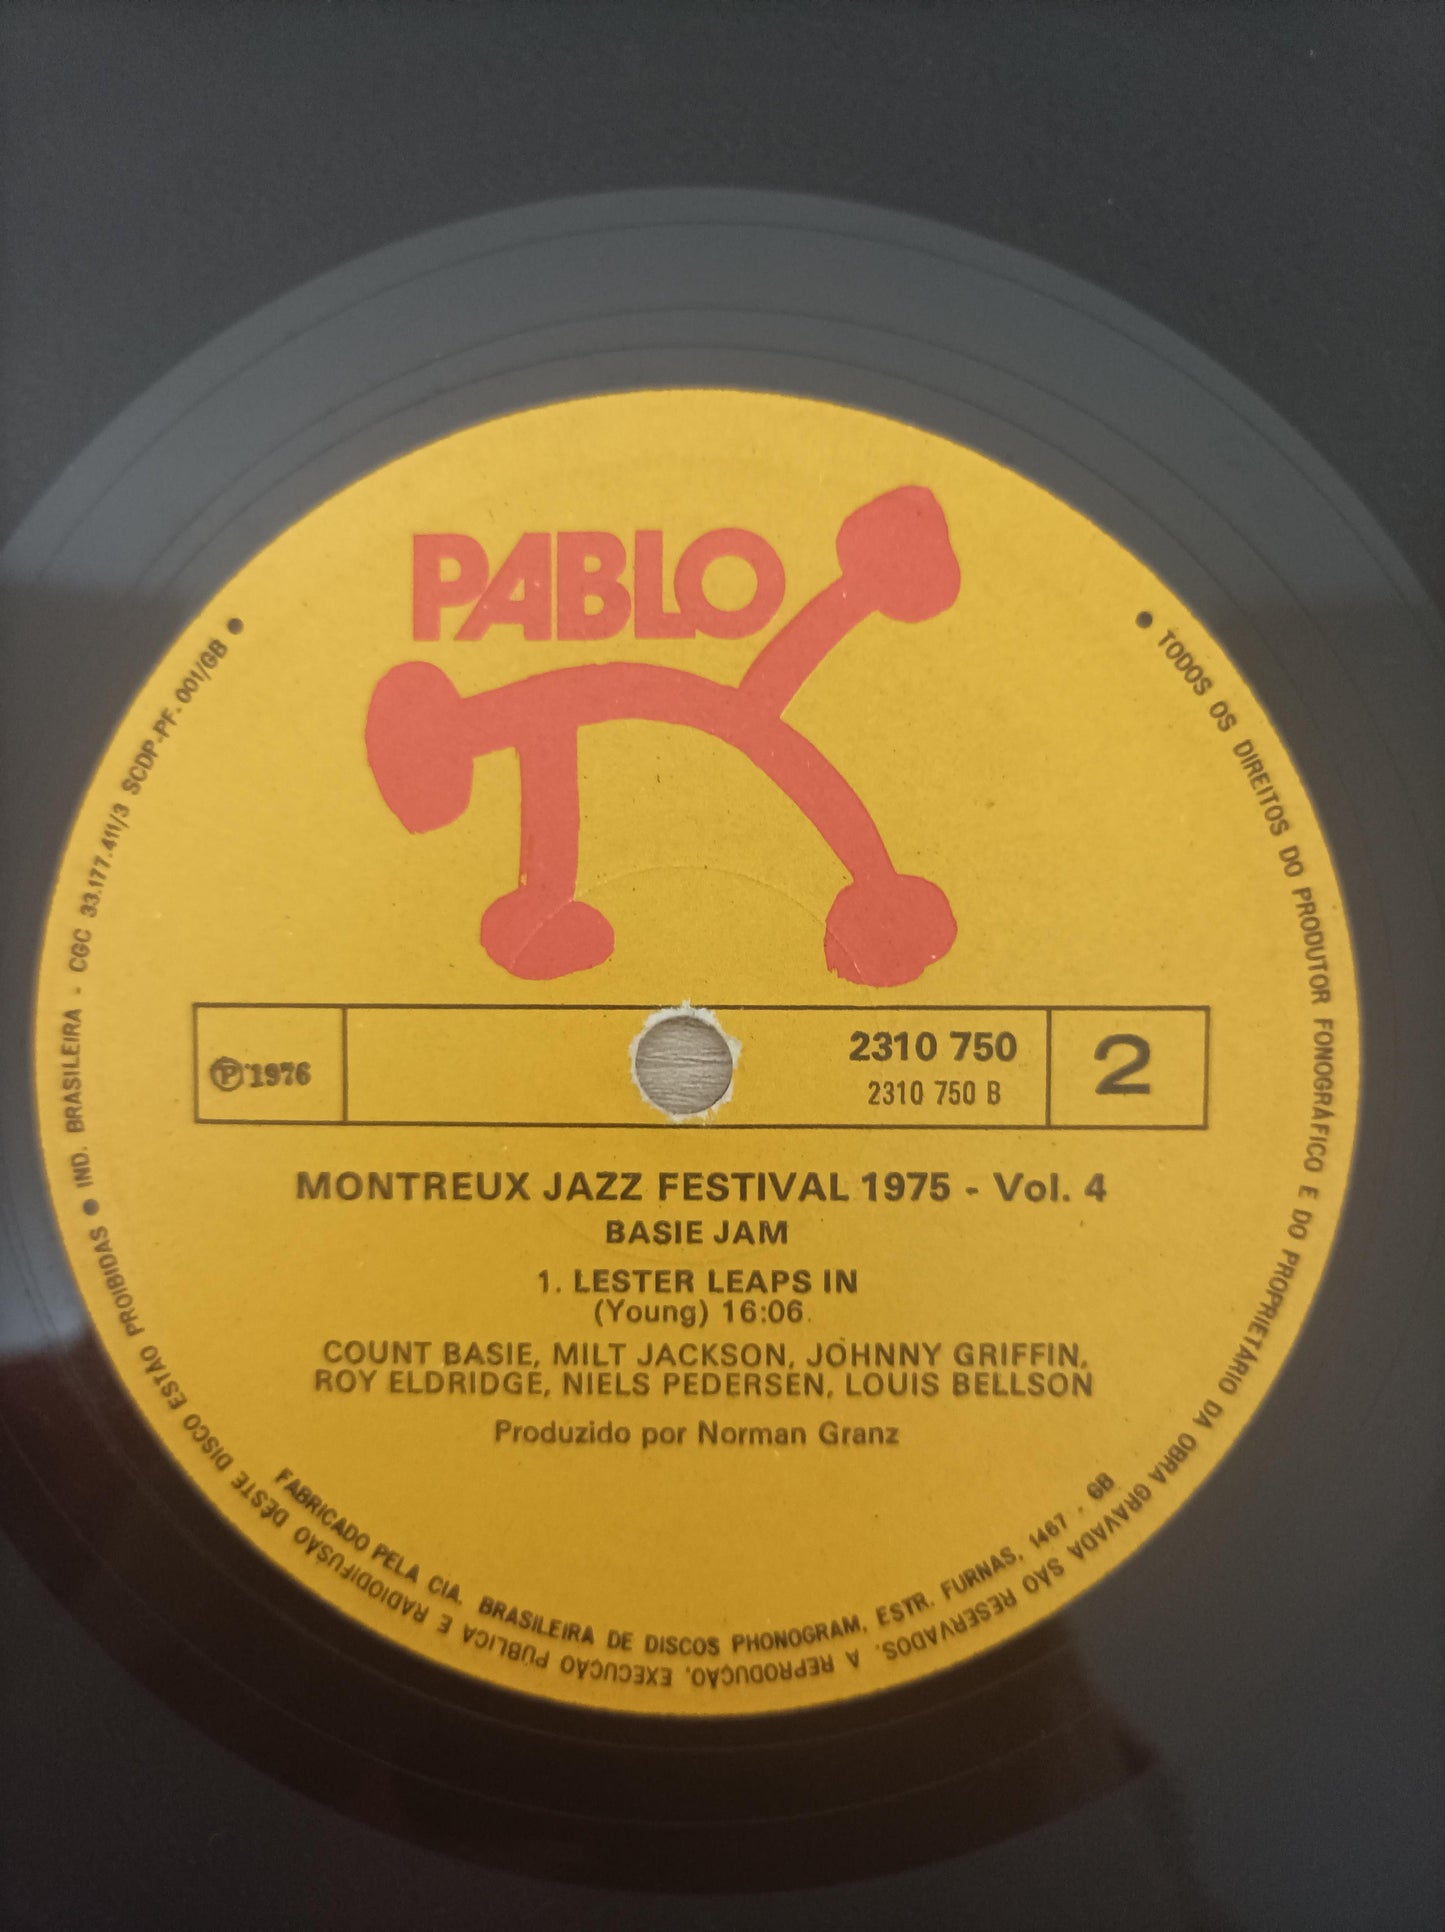 PABLO
℗ 1976
2310 750
2310 750 B
2
MONTREUX JAZZ FESTIVAL 1975 - Vol. 4
BASIE JAM
1. LESTER LEAPS IN
(Young) 16:06.
COUNT BASIE, MILT JACKSON, JOHNNY GRIFFIN,
ROY ELDRIDGE, NIELS PEDERSEN, LOUIS BELLSON
Produzido por Norman Granz
FABRICADO PELA CIA. BRASILEIRA DE DISCOS PHONOGRAM, ESTR. FURNAS, 1467 - GB
• TODOS OS DIREITOS DO PRODUTOR FONOGRÁFICO E DO PROPRIETÁRIO DA OBRA GRAVADA SÃO RESERVADOS. A REPRODUÇÃO, EXECUÇÃO PÚBLICA E RADIODIFUSÃO DÊSTE DISCO ESTÃO PROIBIDAS • IND. BRASILEIRA - CGC 33.177.411/3 SCDP-PF. 001/GB •